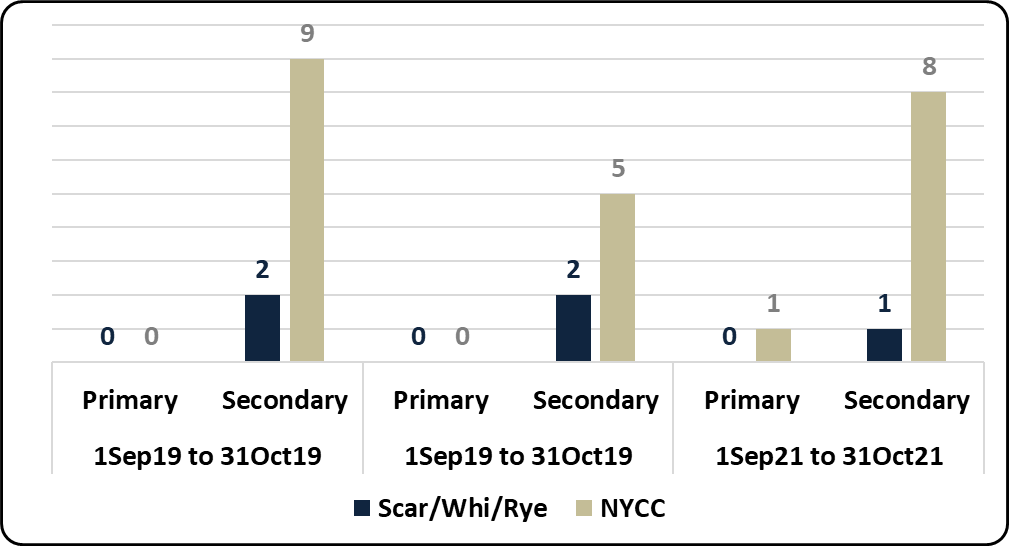 9
8
5
2
2
1
1
0
0
0
0
0
Primary
Secondary
Primary
Secondary
Primary
Secondary
1Sep19 to 31Oct19
1Sep19 to 31Oct19
1Sep21 to 31Oct21
Scar/Whi/Rye
NYCC